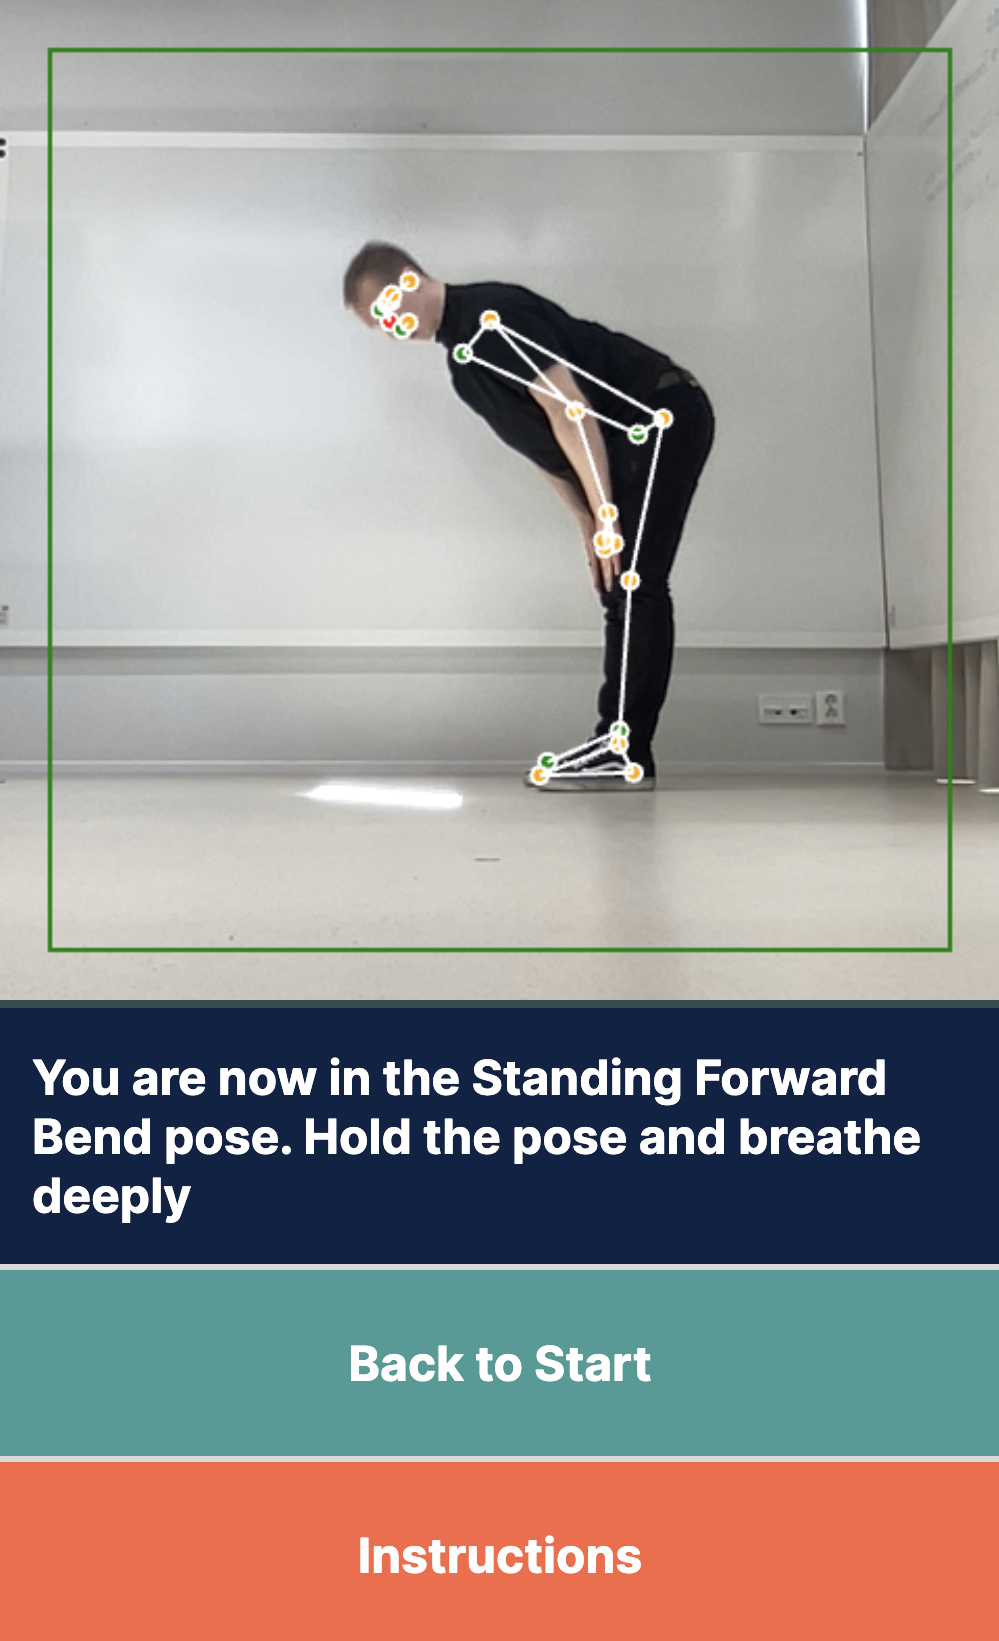 You are now in the Standing Forward
Bend pose. Hold the pose and breathe
deeply
Back to Start
Instructions